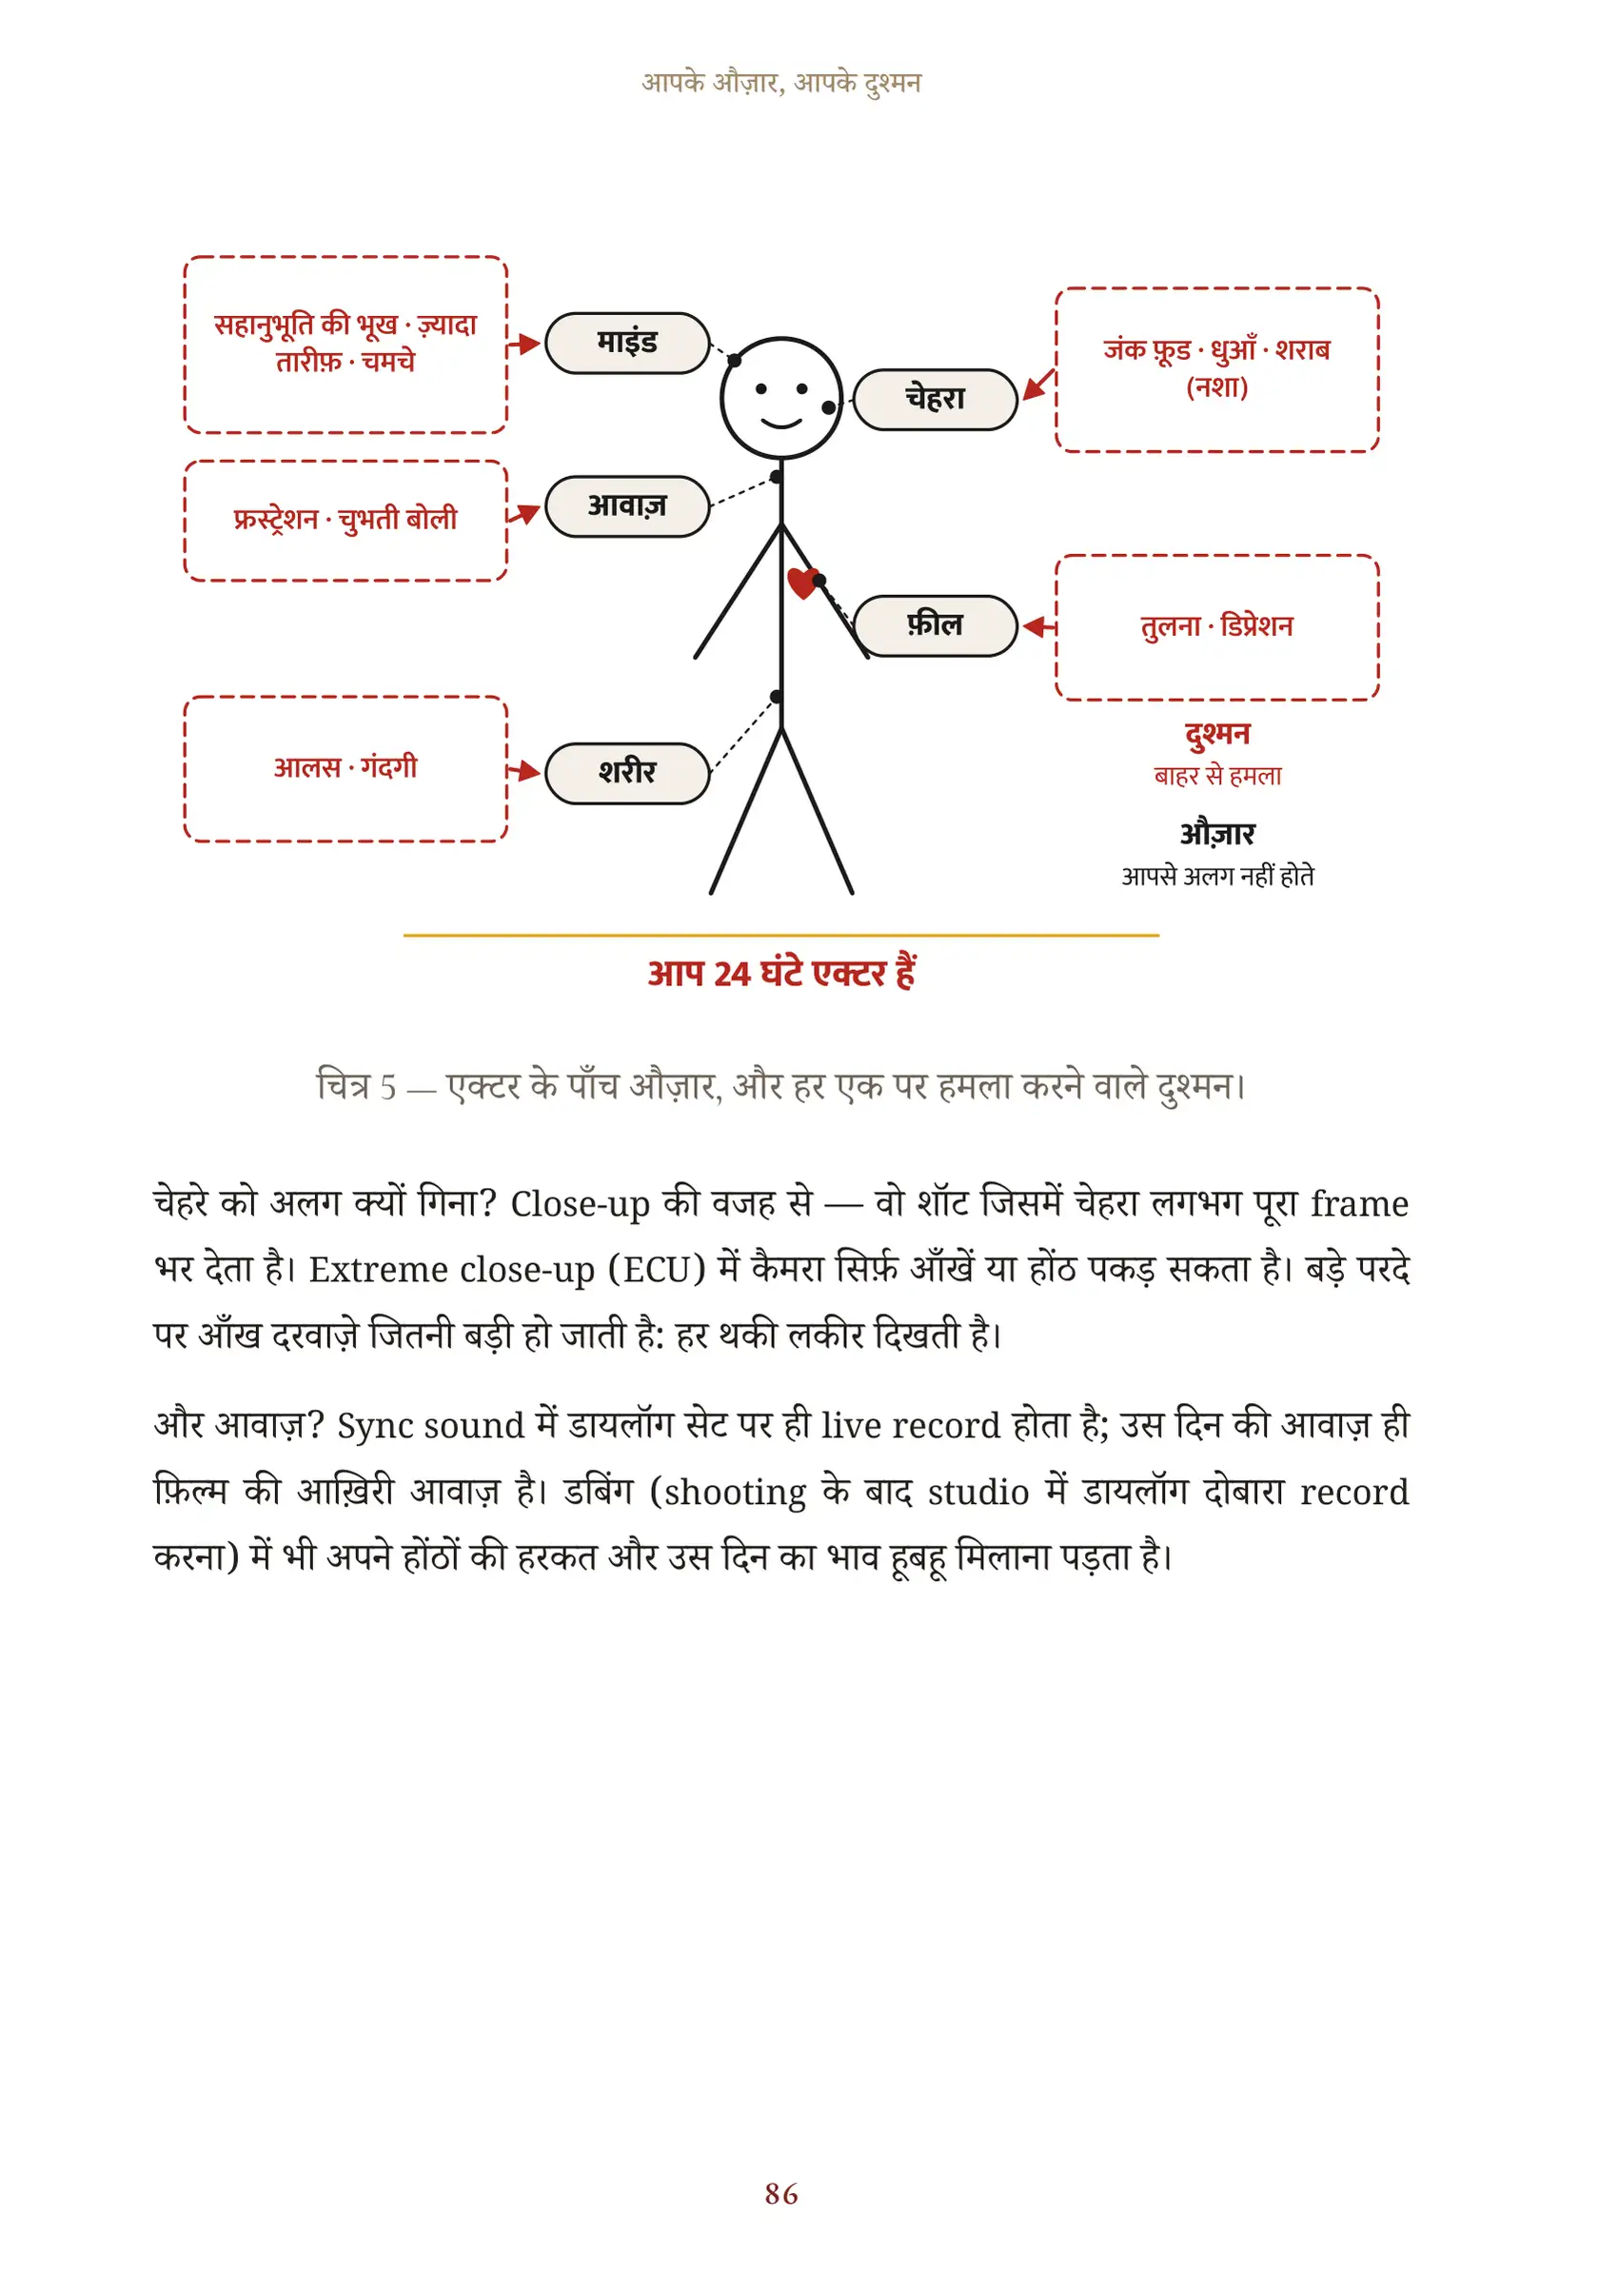 आपके औज़ार, आपके दुश्मन
सहानुभूति की भूख · ज़्यादा
तारीफ़ · चमचे
माइंड
चेहरा
जंक फ़ूड · धुआँ · शराब
(नशा)
फ्रस्ट्रेशन · चुभती बोली
आवाज़
फ़ील
तुलना · डिप्रेशन
आलस · गंदगी
शरीर
दुश्मन
बाहर से हमला
औज़ार
आपसे अलग नहीं होते
आप 24 घंटे एक्टर हैं
चित्र 5 — एक्टर के पाँच औज़ार, और हर एक पर हमला करने वाले दुश्मन।
चेहरे को अलग क्यों गिना? Close-up की वजह से — वो शॉट जिसमें चेहरा लगभग पूरा frame
भर देता है। Extreme close-up (ECU) में कैमरा सिर्फ़ आँखें या होंठ पकड़ सकता है। बड़े परदे
पर आँख दरवाज़े जितनी बड़ी हो जाती है: हर थकी लकीर दिखती है।
और आवाज़? Sync sound में डायलॉग सेट पर ही live record होता है; उस दिन की आवाज़ ही
फ़िल्म की आख़िरी आवाज़ है। डबिंग (shooting के बाद studio में डायलॉग दोबारा record
करना) में भी अपने होंठों की हरकत और उस दिन का भाव हूबहू मिलाना पड़ता है।
86